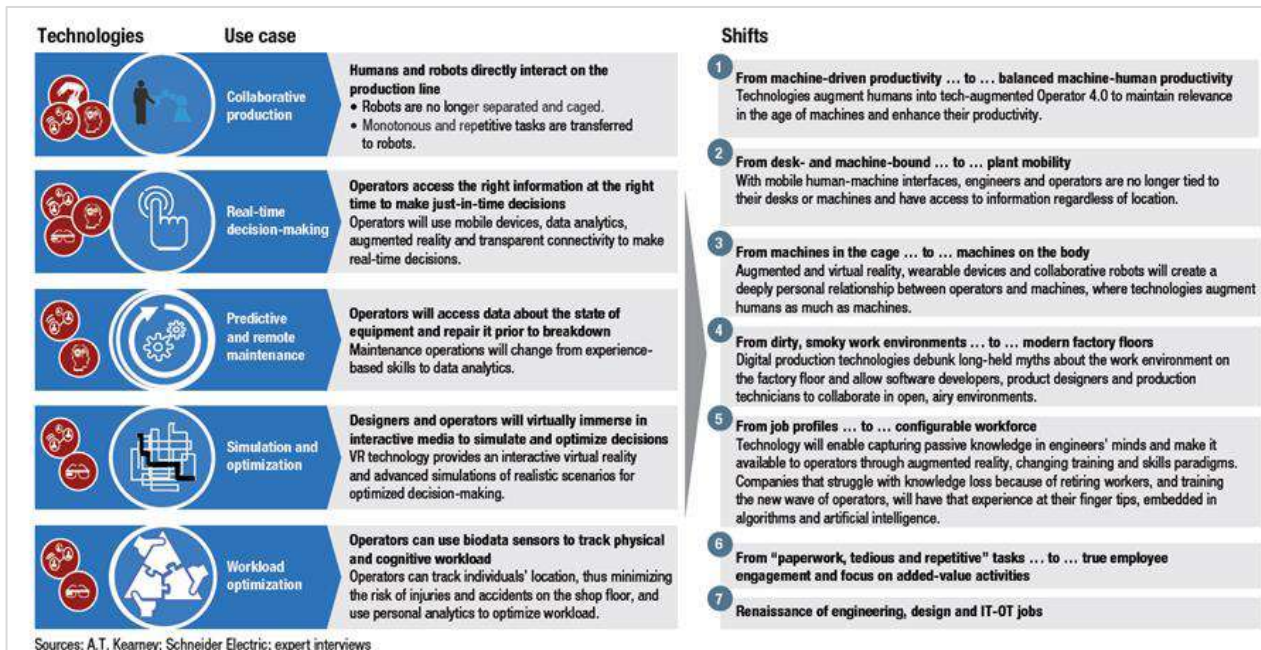 Technologies
Use case
Collaborative
production
Humans and robots directly interact on the
production line
• Robots are no longer separated and caged.
• Monotonous and repetitive tasks are transferred
to robots.
Real-time
decision-making
Operators access the right information at the right
time to make just-in-time decisions
Operators will use mobile devices, data analytics,
augmented reality and transparent connectivity to make
real-time decisions.
Predictive
and remote
maintenance
Operators will access data about the state of
equipment and repair it prior to breakdown
Maintenance operations will change from experience-
based skills to data analytics.
Simulation and
optimization
Designers and operators will virtually immerse in
interactive media to simulate and optimize decisions
VR technology provides an interactive virtual reality
and advanced simulations of realistic scenarios for
optimized decision-making.
Workload
optimization
Operators can use biodata sensors to track physical
and cognitive workload
Operators can track individuals' location, thus minimizing
the risk of injuries and accidents on the shop floor, and
use personal analytics to optimize workload.
Shifts
1
From machine-driven productivity ... to ... balanced machine-human productivity
Technologies augment humans into tech-augmented Operator 4.0 to maintain relevance
in the age of machines and enhance their productivity.
2
From desk- and machine-bound ... to ... plant mobility
With mobile human-machine interfaces, engineers and operators are no longer tied to
their desks or machines and have access to information regardless of location.
3
From machines in the cage ... to ... machines on the body
Augmented and virtual reality, wearable devices and collaborative robots will create a
deeply personal relationship between operators and machines, where technologies augment
humans as much as machines.
4
From dirty, smoky work environments ... to ... modern factory floors
Digital production technologies debunk long-held myths about the work environment on
the factory floor and allow software developers, product designers and production
technicians to collaborate in open, airy environments.
5
From job profiles ... to ... configurable workforce
Technology will enable capturing passive knowledge in engineers' minds and make it
available to operators through augmented reality, changing training and skills paradigms.
Companies that struggle with knowledge loss because of retiring workers, and training
the new wave of operators, will have that experience at their finger tips, embedded in
algorithms and artificial intelligence.
6
From "paperwork, tedious and repetitive" tasks ... to ... true employee
engagement and focus on added-value activities
7
Renaissance of engineering, design and IT-OT jobs
Sources: A.T. Kearney; Schneider Electric; expert interviews